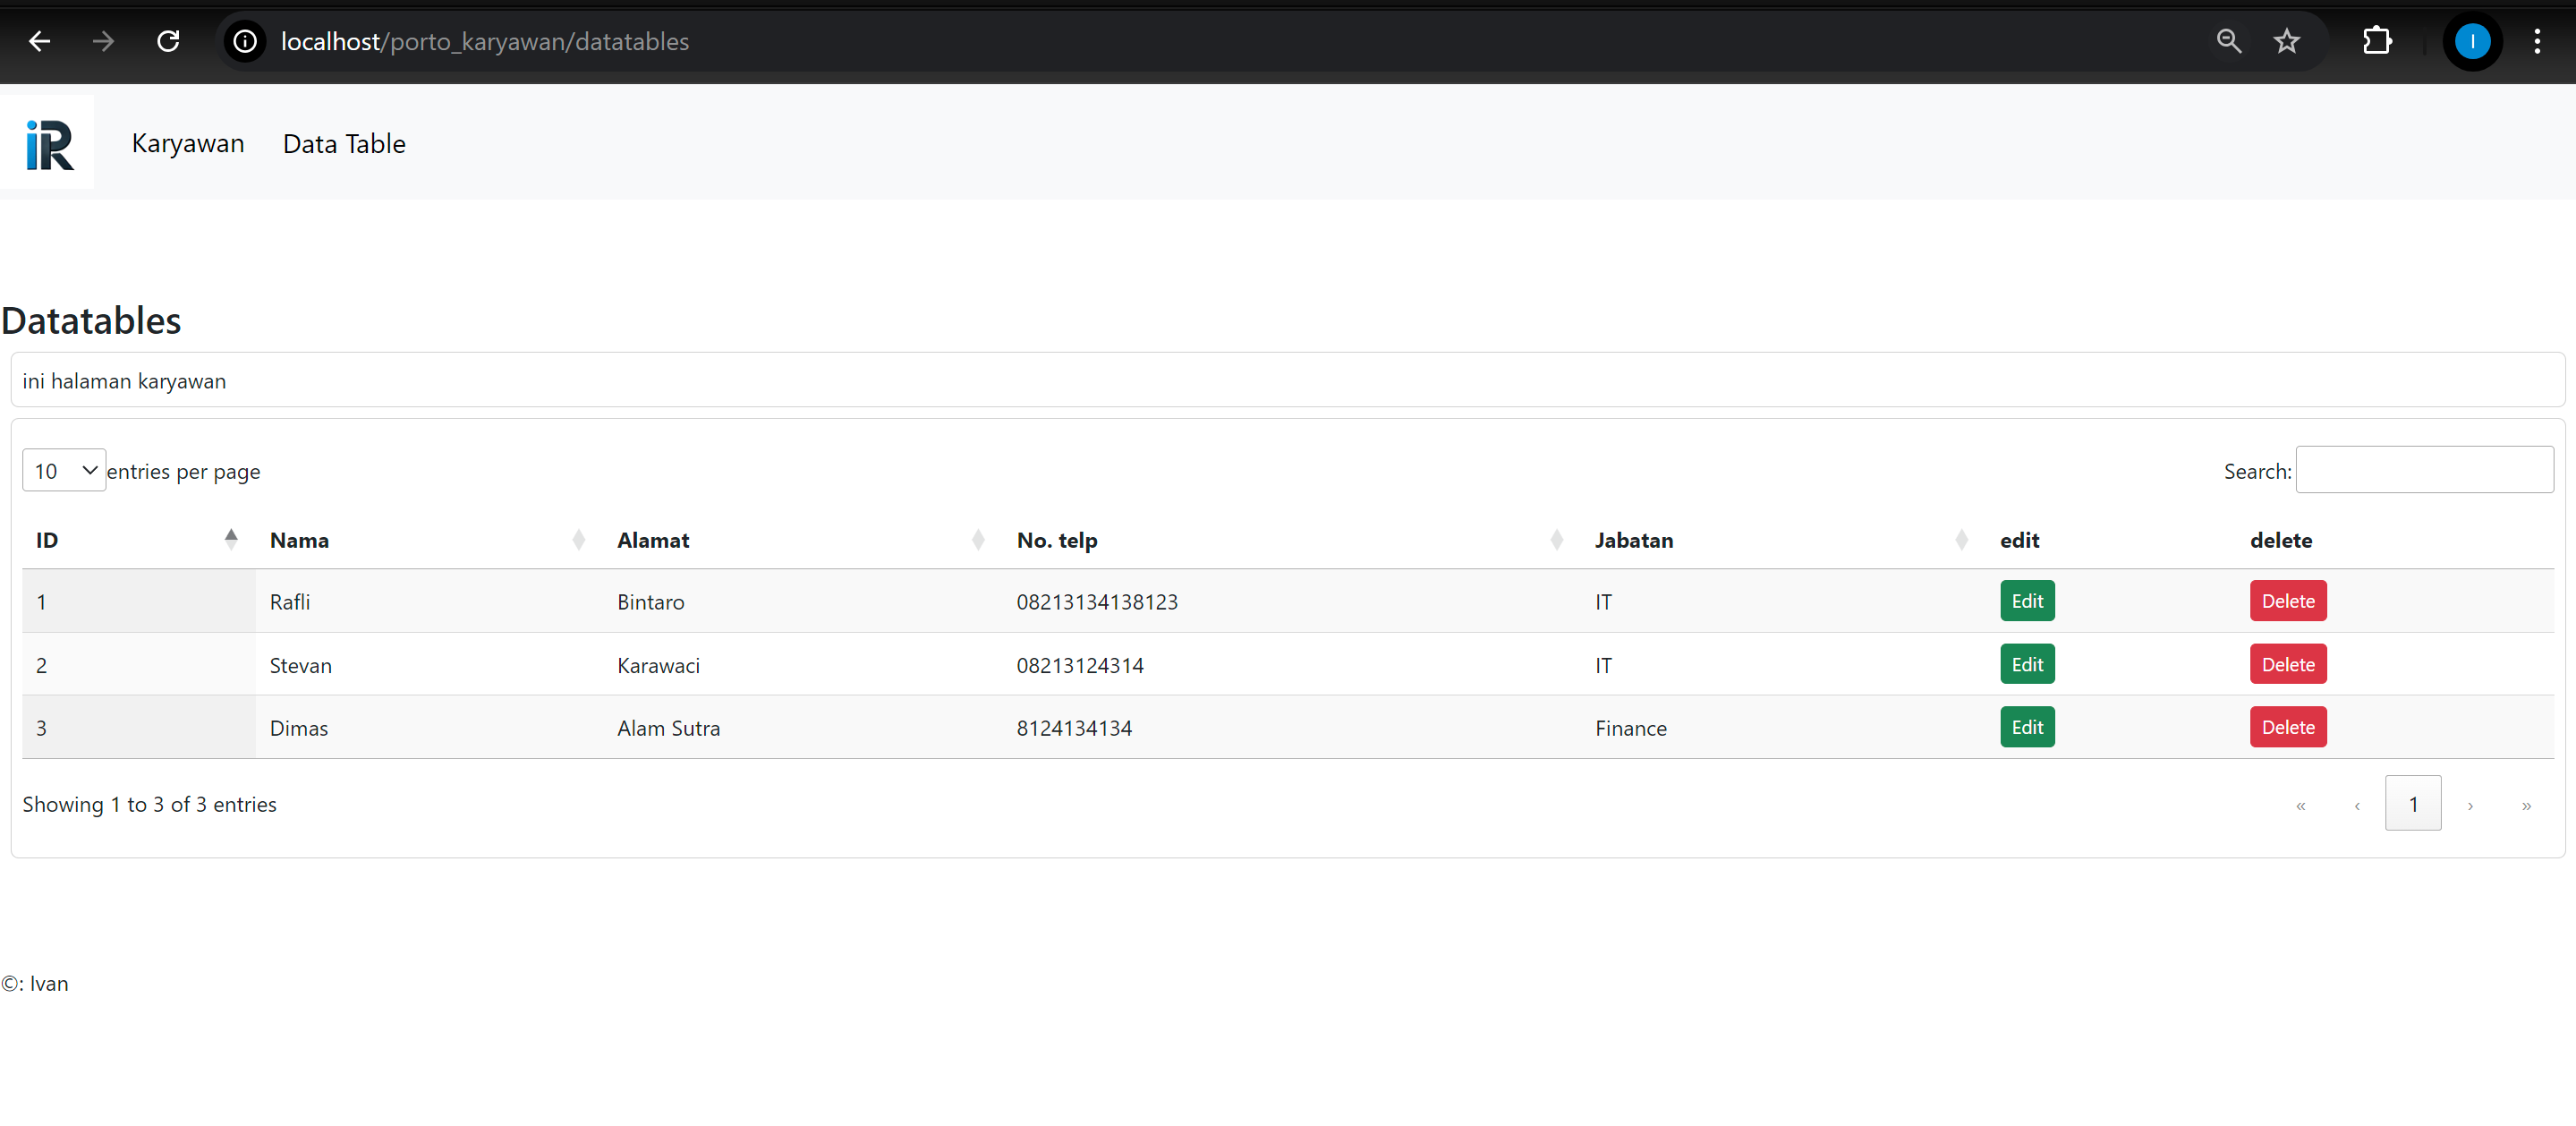 localhost/porto_karyawan/datatables
I
iR Karyawan Data Table
Datatables
ini halaman karyawan
10 entries per page Search:
ID Nama Alamat No. telp Jabatan edit delete
1 Rafli Bintaro 08213134138123 IT Edit Delete
2 Stevan Karawaci 08213124314 IT Edit Delete
3 Dimas Alam Sutra 8124134134 Finance Edit Delete
Showing 1 to 3 of 3 entries « ‹ 1 › »
©: Ivan